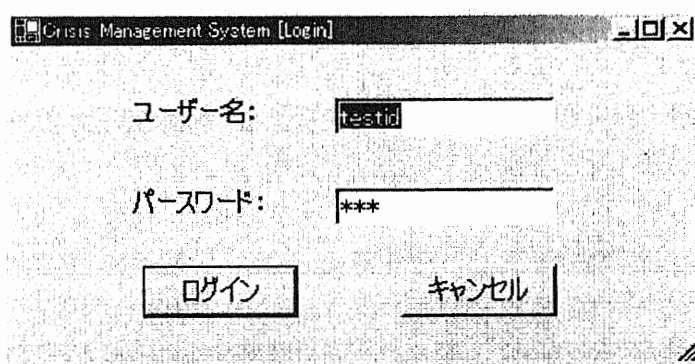 Crisis Management System [Login]
ユーザー名: testid
パースワード: ***
ログイン キャンセル